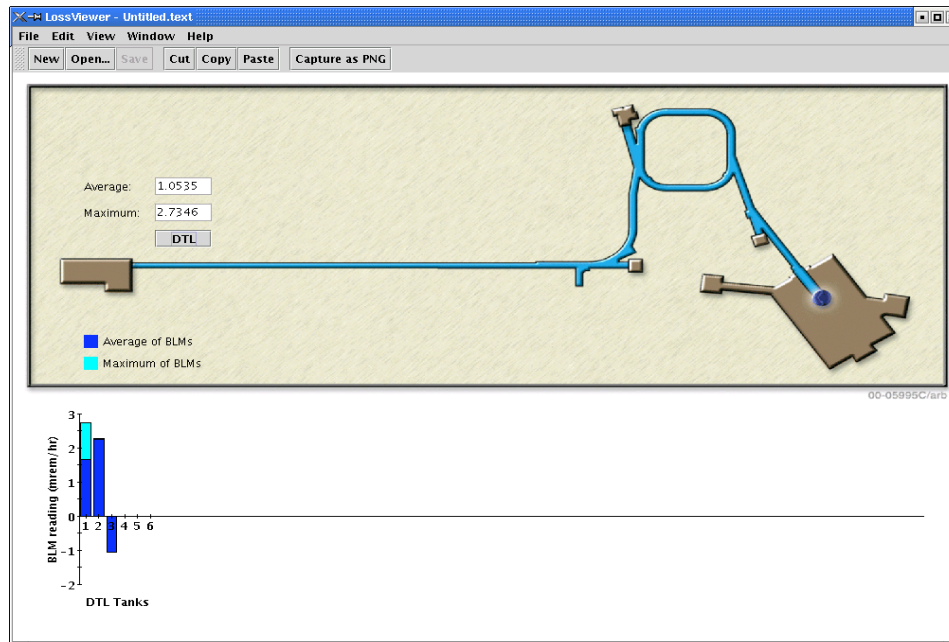 LossViewer - Untitled.text
File Edit View Window Help
New Open... Save Cut Copy Paste Capture as PNG
Average: 1.0535
Maximum: 2.7346
DTL
Average of BLMs
Maximum of BLMs
00-05995C/arb
BLM reading (mrem/hr)
3
2
1
0
-1
-2
1 2 3 4 5 6
DTL Tanks